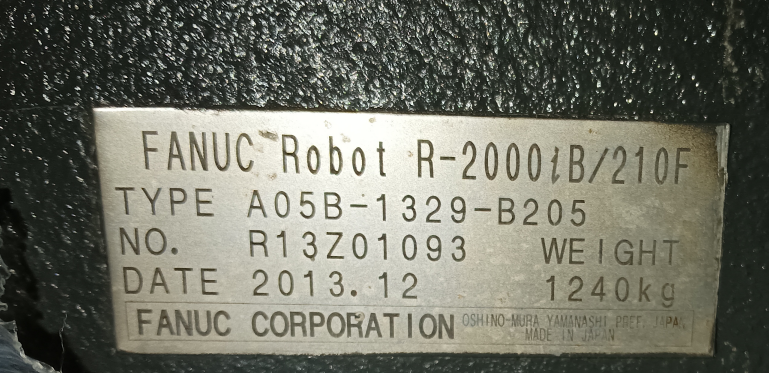 FANUC Robot R-2000iB/210F
TYPE A05B-1329-B205
NO. R13Z01093 WEIGHT
DATE 2013.12 1240kg
FANUC CORPORATION OSHINO-MURA YAMANASHI PREF. JAPAN
MADE IN JAPAN